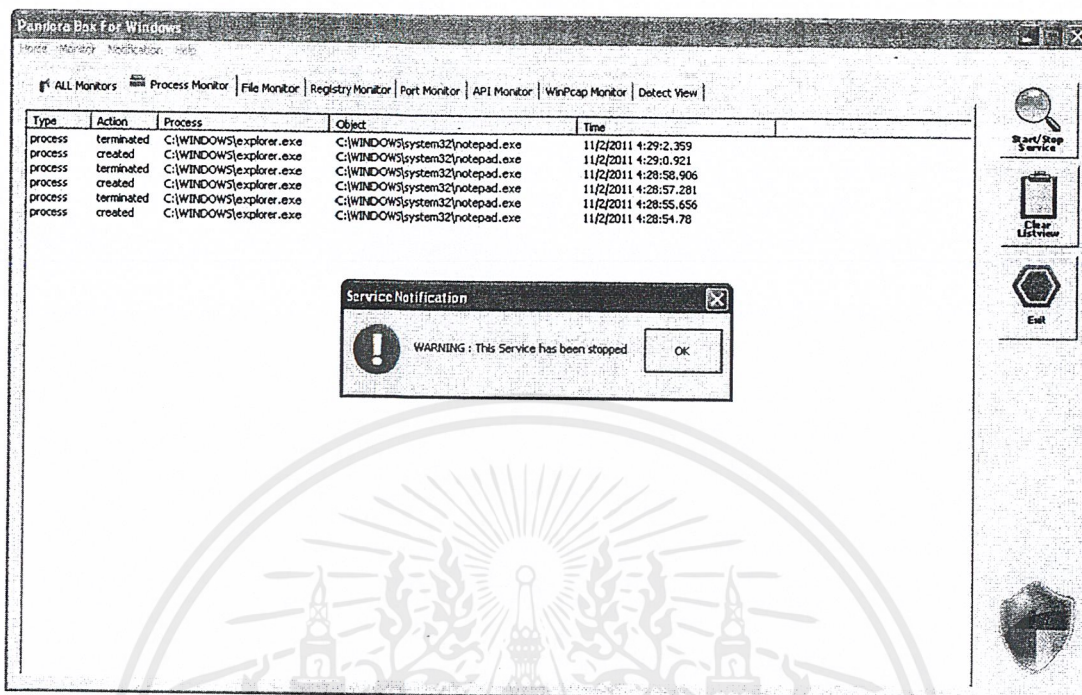 Pandora Box For Windows
Home Monitor Notification Help
ALL Monitors Process Monitor File Monitor Registry Monitor Port Monitor API Monitor WinPcap Monitor Detect View
Type Action Process Object Time
process terminated C:\WINDOWS\explorer.exe C:\WINDOWS\system32\notepad.exe 11/2/2011 4:29:2.359
process created C:\WINDOWS\explorer.exe C:\WINDOWS\system32\notepad.exe 11/2/2011 4:29:0.921
process terminated C:\WINDOWS\explorer.exe C:\WINDOWS\system32\notepad.exe 11/2/2011 4:28:58.906
process created C:\WINDOWS\explorer.exe C:\WINDOWS\system32\notepad.exe 11/2/2011 4:28:57.281
process terminated C:\WINDOWS\explorer.exe C:\WINDOWS\system32\notepad.exe 11/2/2011 4:28:55.656
process created C:\WINDOWS\explorer.exe C:\WINDOWS\system32\notepad.exe 11/2/2011 4:28:54.78
Start/Stop
Service
Clear
Listview
Exit
Service Notification
WARNING : This Service has been stopped
OK